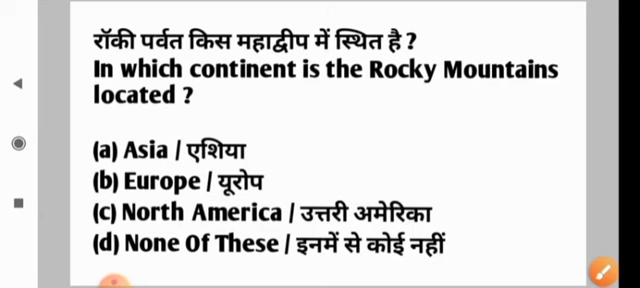 रॉकी पर्वत किस महाद्वीप में स्थित है ?
In which continent is the Rocky Mountains
located ?
(a) Asia / एशिया
(b) Europe / यूरोप
(c) North America / उत्तरी अमेरिका
(d) None Of These / इनमें से कोई नहीं